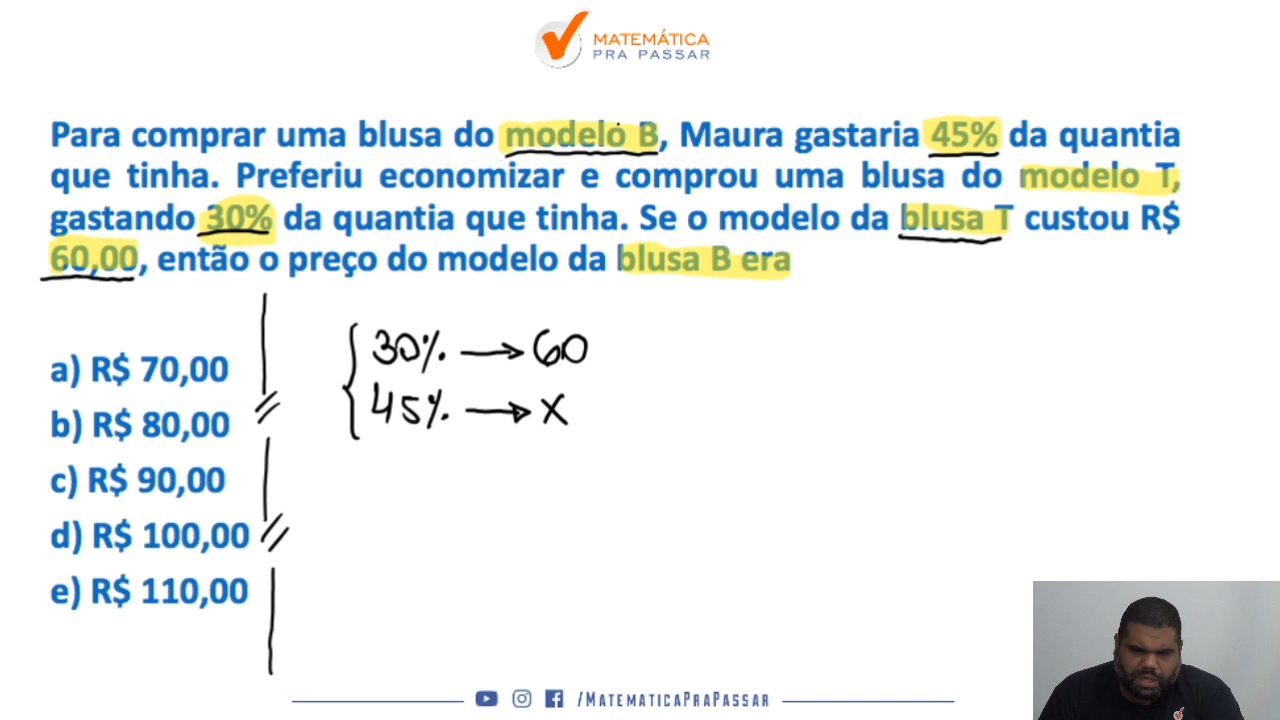 MATEMÁTICA
PRA PASSAR
Para comprar uma blusa do modelo B, Maura gastaria 45% da quantia
que tinha. Preferiu economizar e comprou uma blusa do modelo T,
gastando 30% da quantia que tinha. Se o modelo da blusa T custou R$
60,00, então o preço do modelo da blusa B era
a) R$ 70,00
b) R$ 80,00
c) R$ 90,00
d) R$ 100,00
e) R$ 110,00
30% → 60
45% → x
/MatematicaPraPassar